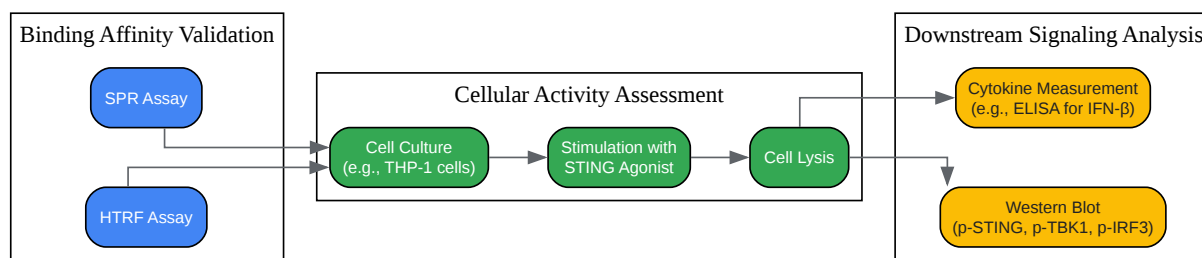 Binding Affinity Validation
SPR Assay
HTRF Assay
Cellular Activity Assessment
Cell Culture
(e.g., THP-1 cells)
Stimulation with
STING Agonist
Cell Lysis
Downstream Signaling Analysis
Cytokine Measurement
(e.g., ELISA for IFN-β)
Western Blot
(p-STING, p-TBK1, p-IRF3)